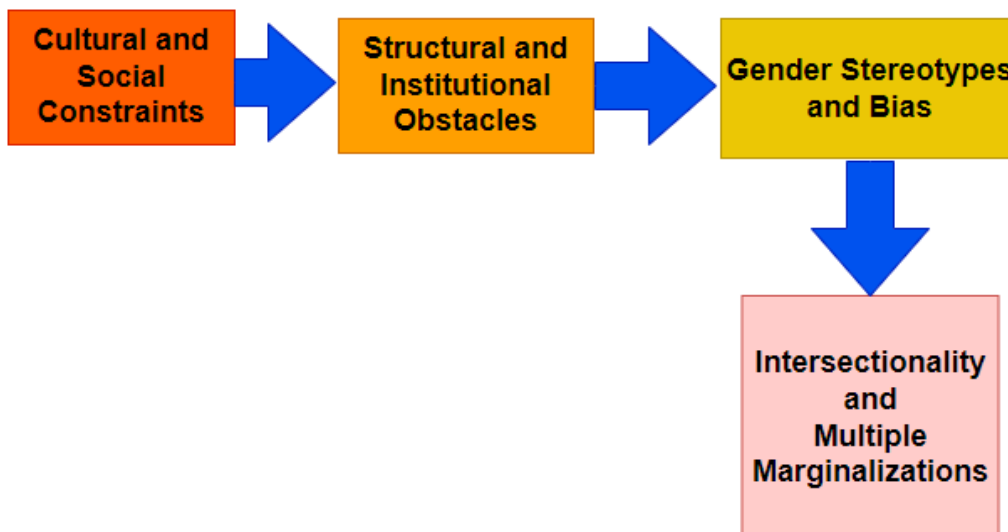 Cultural and
Social
Constraints
Structural and
Institutional
Obstacles
Gender Stereotypes
and Bias
Intersectionality
and
Multiple
Marginalizations